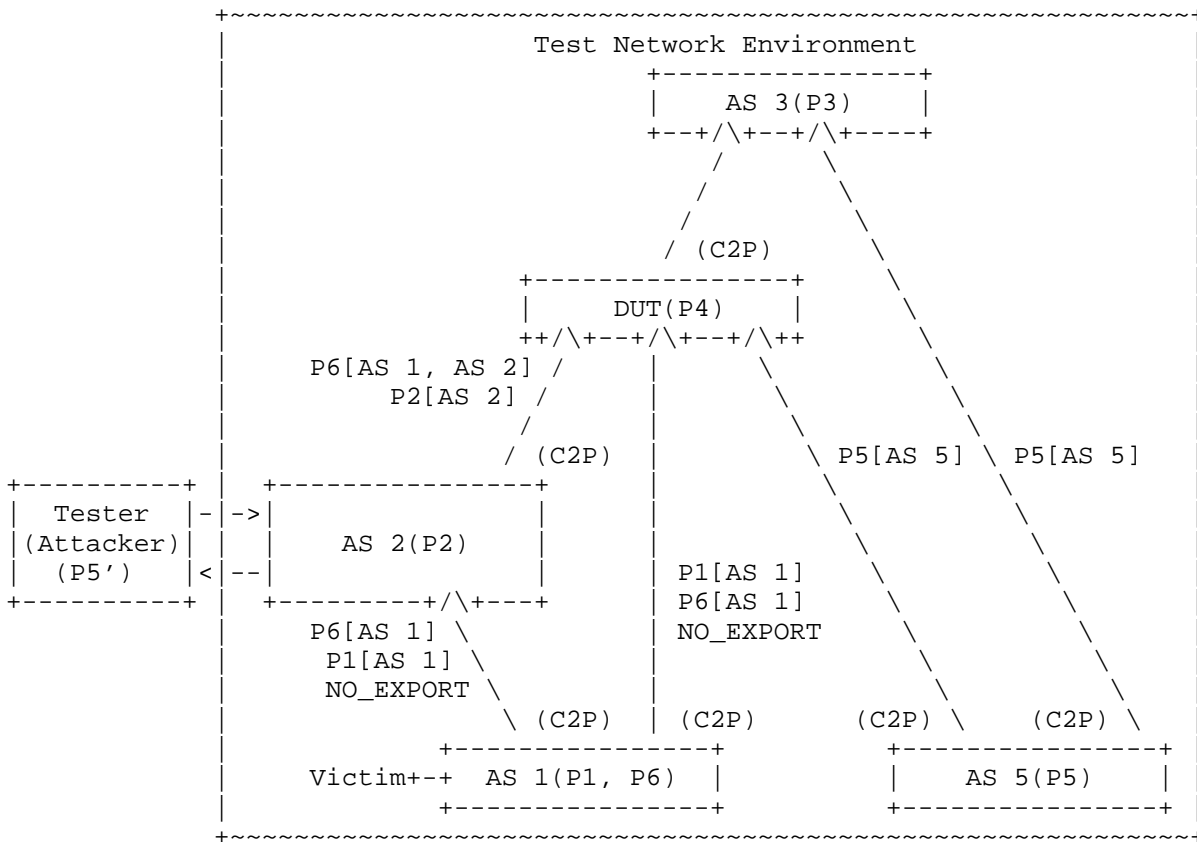 Test Network Environment
AS 3(P3)
(C2P)
DUT(P4)
P6[AS 1, AS 2]
P2[AS 2]
(C2P) P5[AS 5] P5[AS 5]
Tester
(Attacker) AS 2(P2)
(P5') P1[AS 1]
P6[AS 1]
P6[AS 1] NO_EXPORT
P1[AS 1]
NO_EXPORT
(C2P) (C2P) (C2P) (C2P)
Victim AS 1(P1, P6) AS 5(P5)